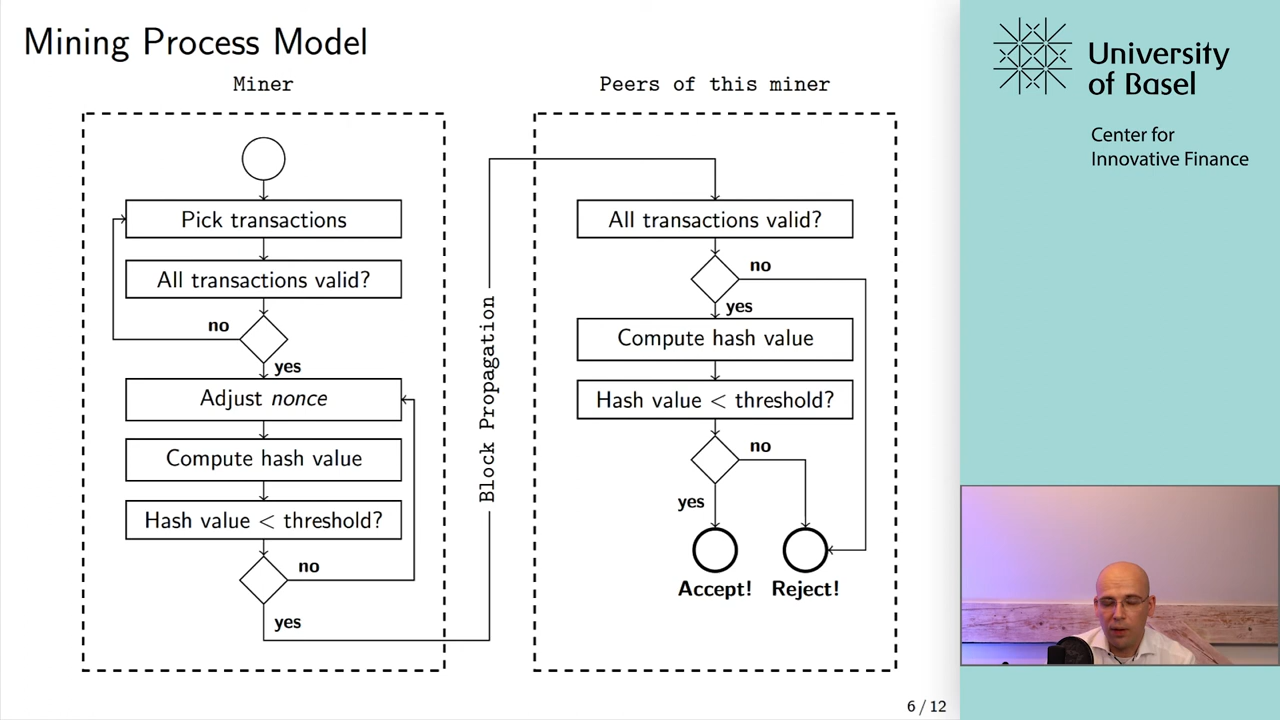 Mining Process Model
Miner
Pick transactions
All transactions valid?
no
yes
Adjust nonce
Compute hash value
Hash value < threshold?
no
yes
Block Propagation
Peers of this miner
All transactions valid?
no
yes
Compute hash value
Hash value < threshold?
no
yes
Accept!
Reject!
6 / 12
University
of Basel
Center for
Innovative Finance